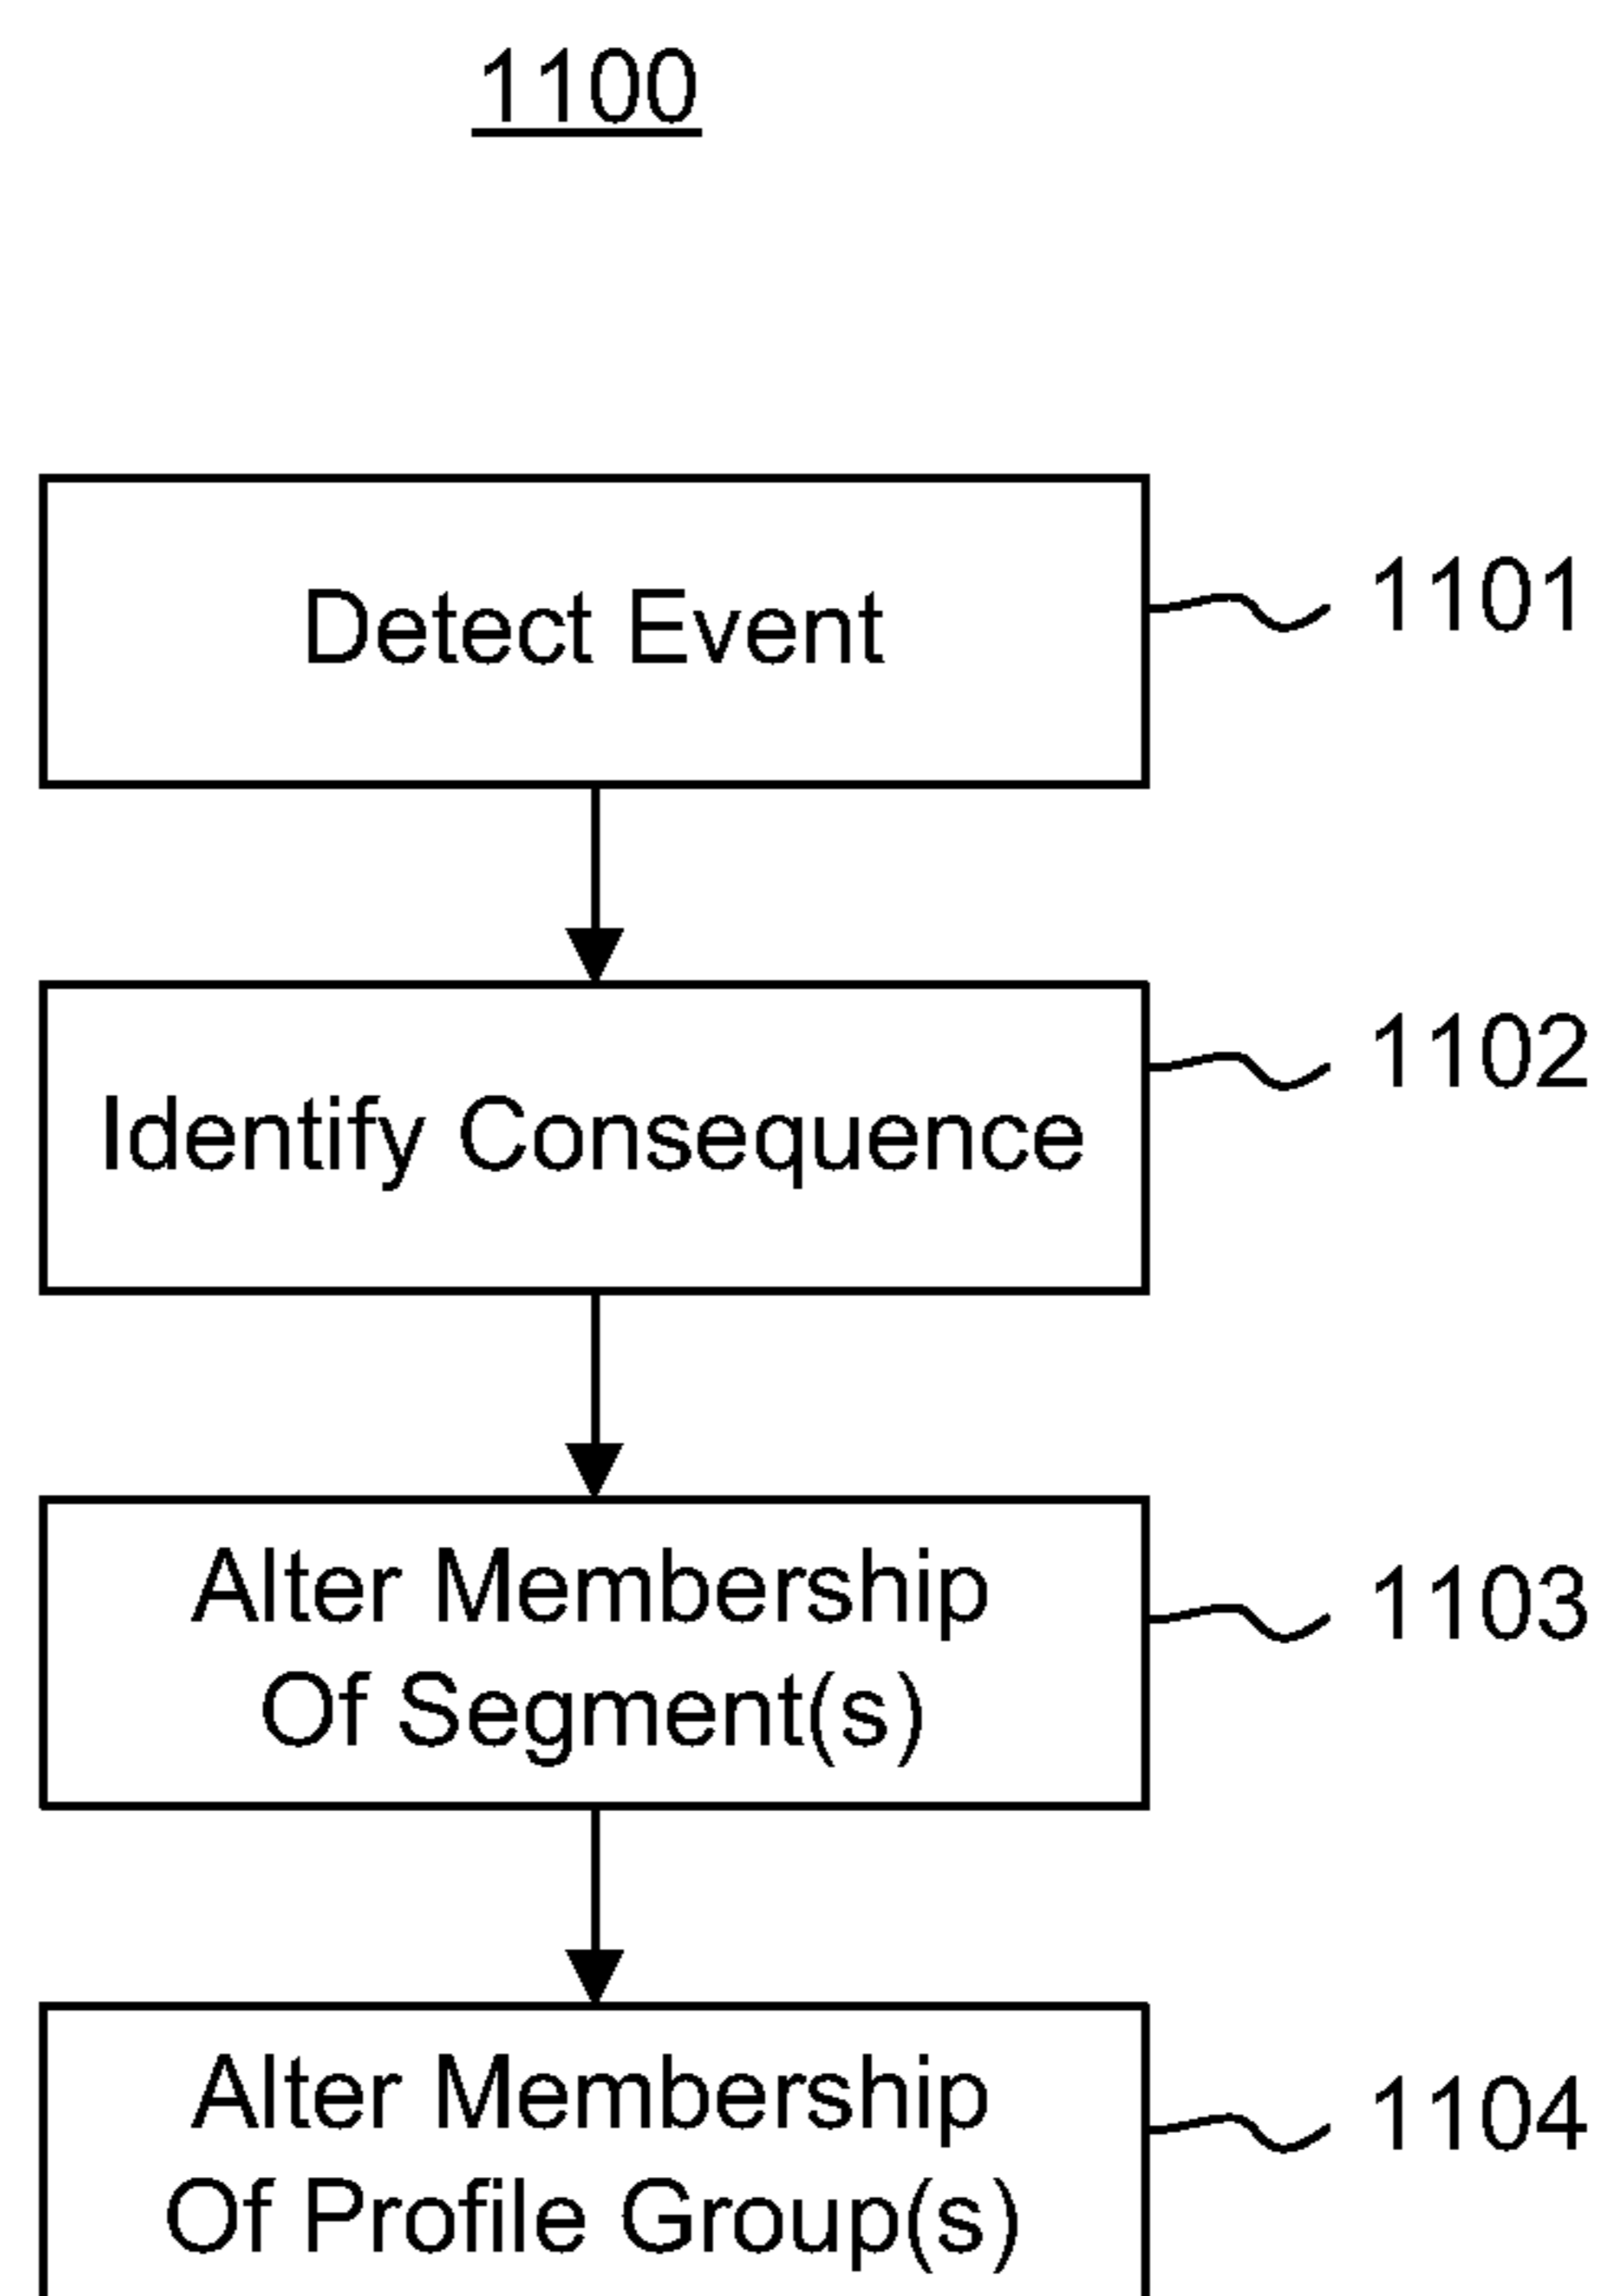 1100
Detect Event
1101
Identify Consequence
1102
Alter Membership
Of Segment(s)
1103
Alter Membership
Of Profile Group(s)
1104